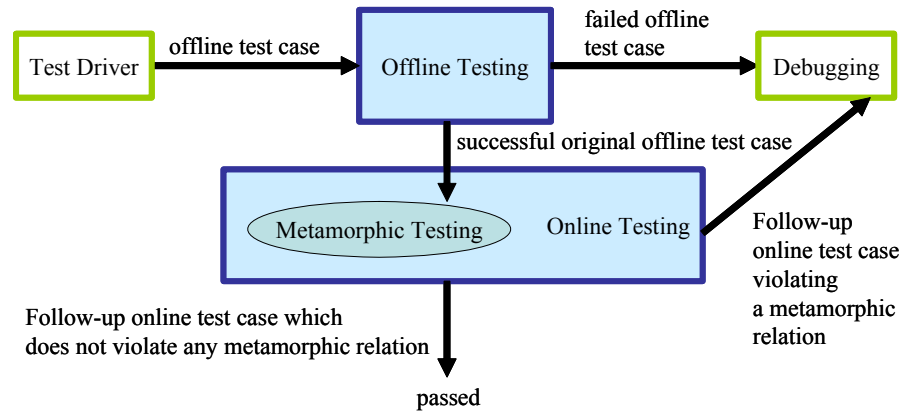 Test Driver
offline test case
Offline Testing
failed offline
test case
Debugging
successful original offline test case
Metamorphic Testing
Online Testing
Follow-up
online test case
violating
a metamorphic
relation
Follow-up online test case which
does not violate any metamorphic relation
passed